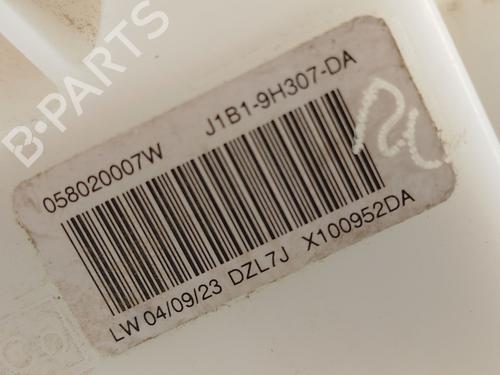 B-PARTS
058020007W J1B1-9H307-DA
LW 04/09/23 DZL7J X100952DA